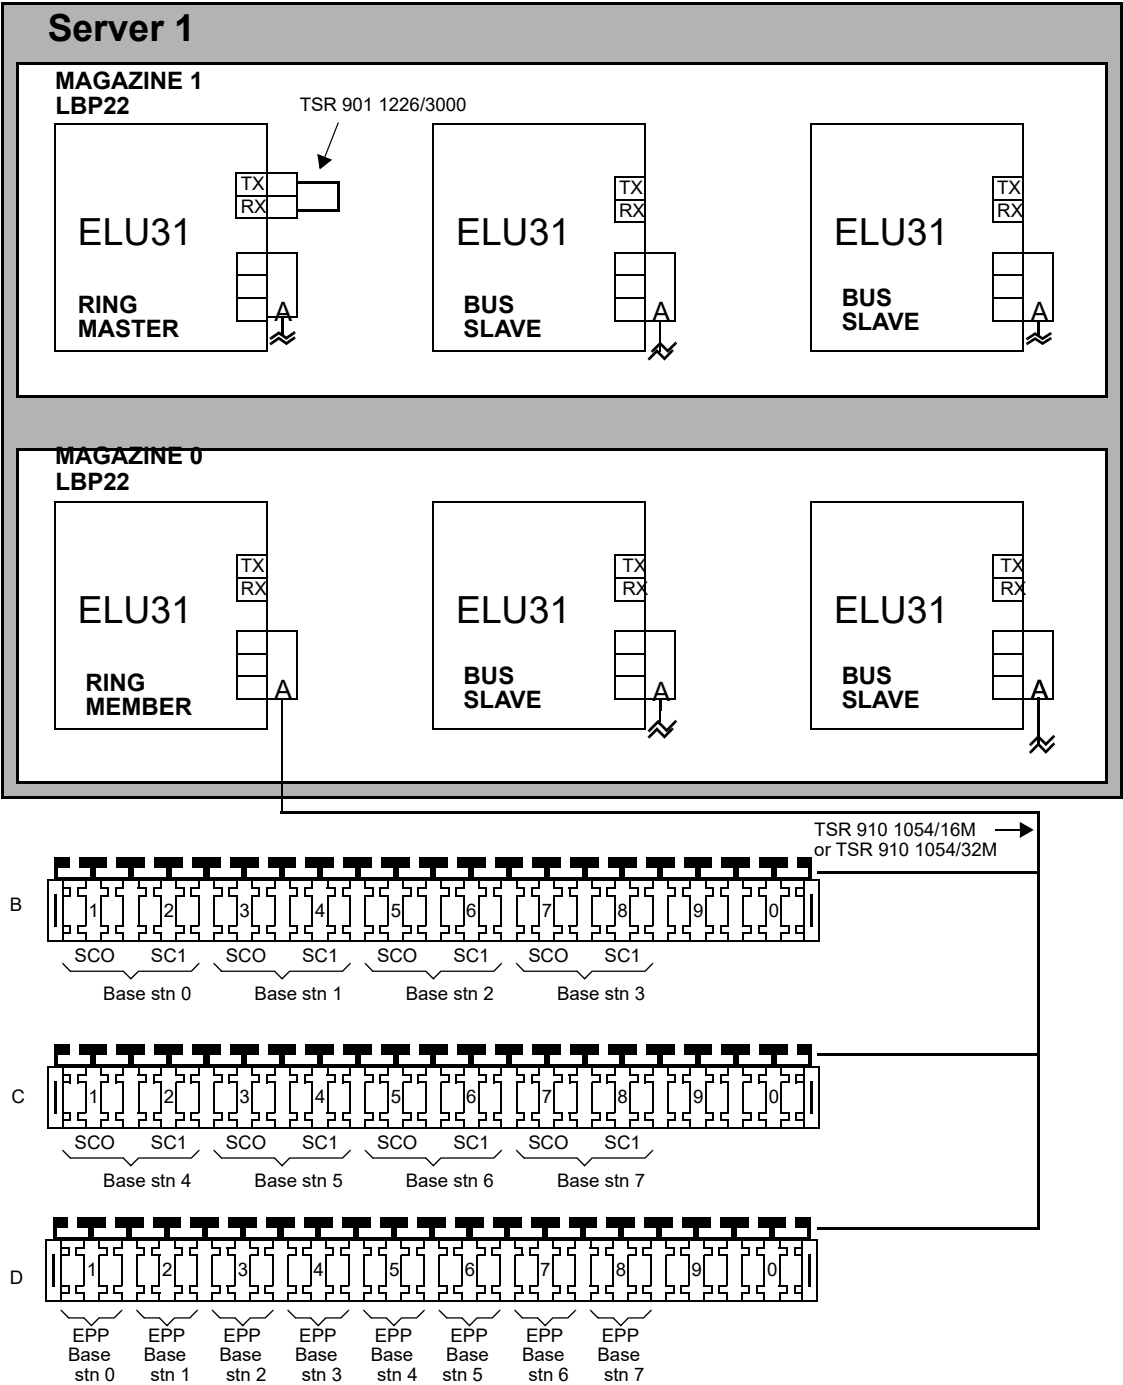 Server 1
MAGAZINE 1
LBP22
TSR 901 1226/3000
TX
RX
ELU31
RING
MASTER
A
TX
RX
ELU31
BUS
SLAVE
A
TX
RX
ELU31
BUS
SLAVE
A
MAGAZINE 0
LBP22
TX
RX
ELU31
RING
MEMBER
A
TX
RX
ELU31
BUS
SLAVE
A
TX
RX
ELU31
BUS
SLAVE
A
TSR 910 1054/16M
or TSR 910 1054/32M
B
1 2 3 4 5 6 7 8 9 0
SCO SC1 SCO SC1 SCO SC1 SCO SC1
Base stn 0 Base stn 1 Base stn 2 Base stn 3
C
1 2 3 4 5 6 7 8 9 0
SCO SC1 SCO SC1 SCO SC1 SCO SC1
Base stn 4 Base stn 5 Base stn 6 Base stn 7
D
1 2 3 4 5 6 7 8 9 0
EPP EPP EPP EPP EPP EPP EPP EPP
Base Base Base Base Base Base Base Base
stn 0 stn 1 stn 2 stn 3 stn 4 stn 5 stn 6 stn 7